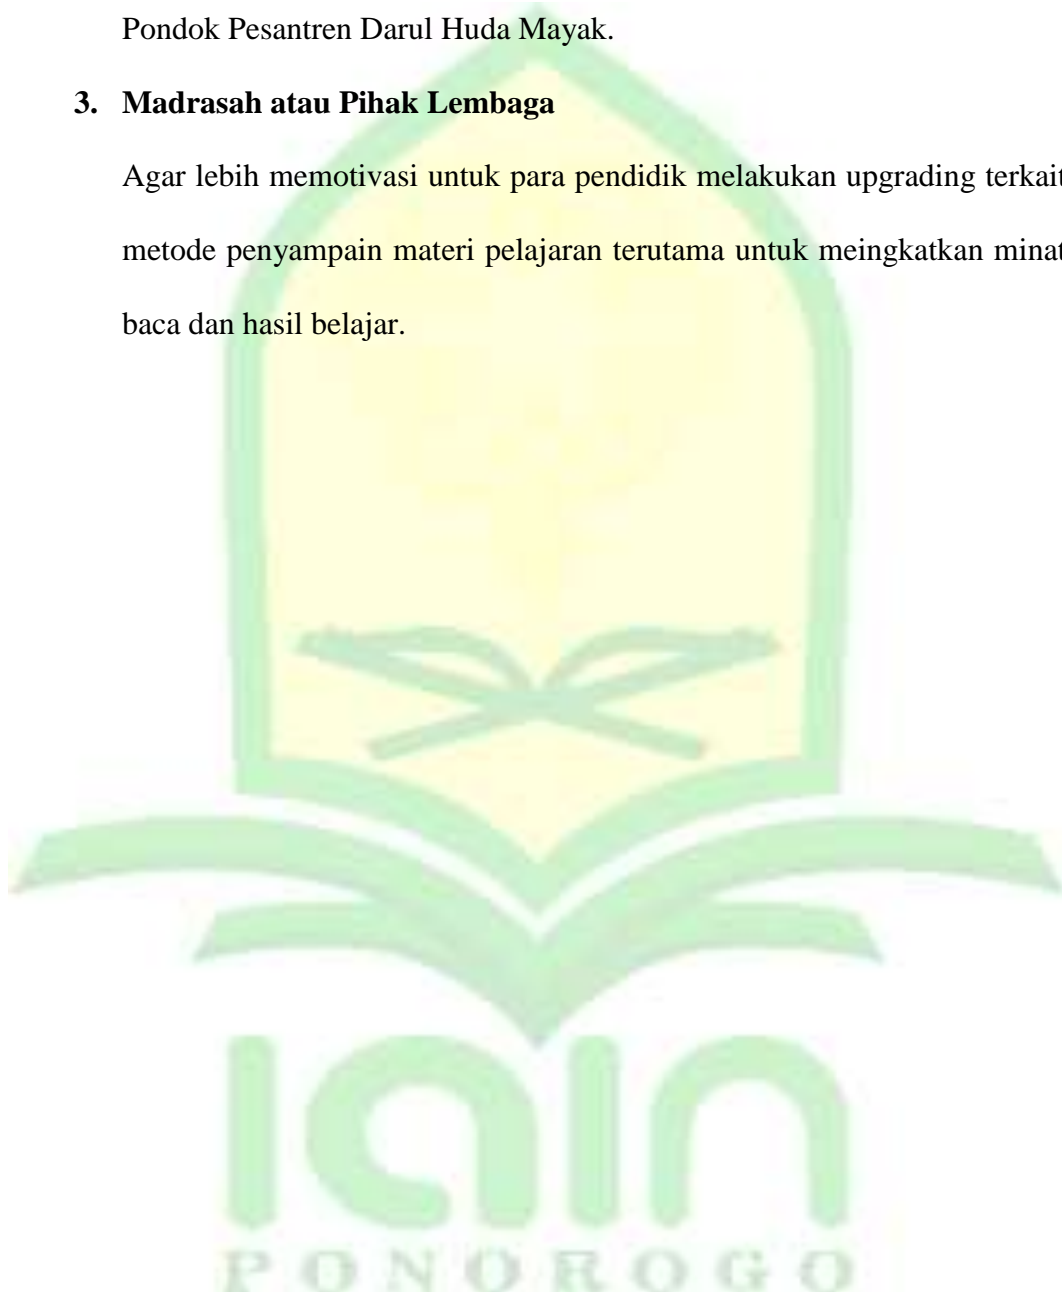 Pondok Pesantren Darul Huda Mayak.
3. Madrasah atau Pihak Lembaga
Agar lebih memotivasi untuk para pendidik melakukan upgrading terkait
metode penyampain materi pelajaran terutama untuk meingkatkan minat
baca dan hasil belajar.
iain
PONOROGO